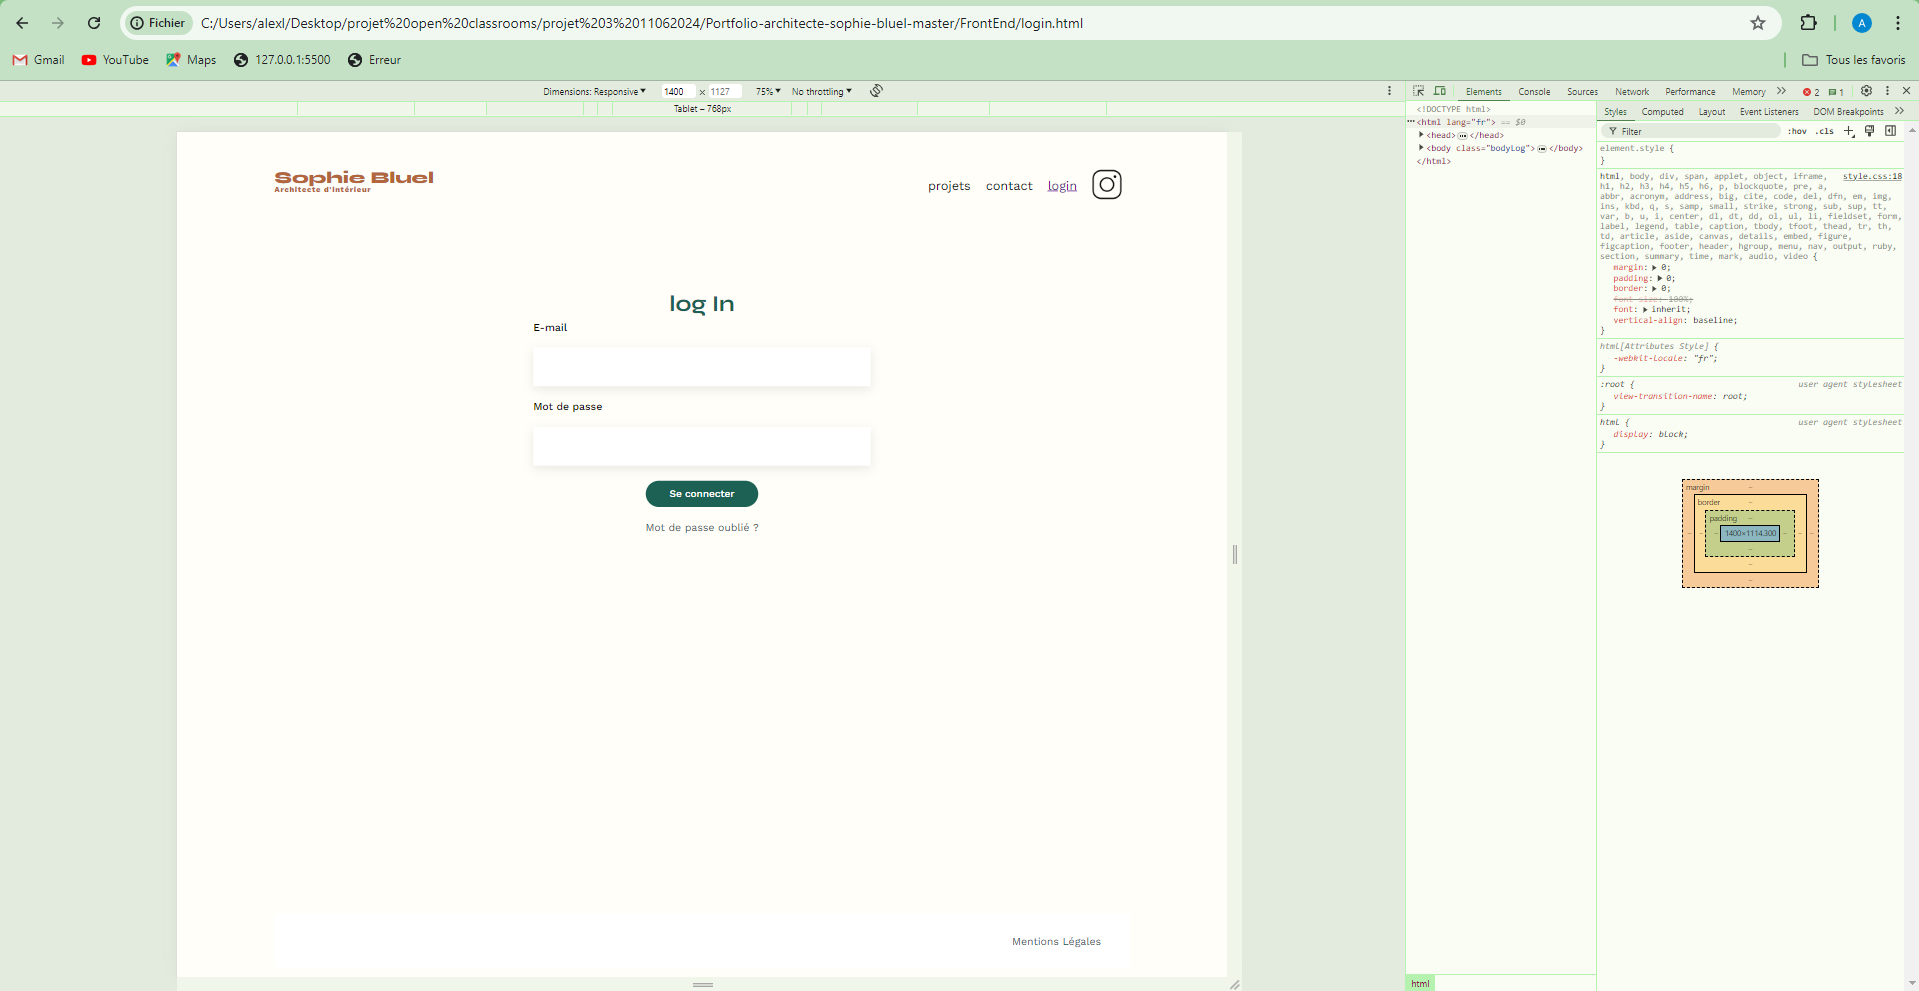 Fichier C:/Users/alexl/Desktop/projet%20open%20classrooms/projet%203%2011062024/Portfolio-architecte-sophie-bluel-master/FrontEnd/login.html A
Gmail YouTube Maps 127.0.0.1:5500 Erreur Tous les favoris
Dimensions: Responsive 1400 x 1127 75% No throttling
Tablet – 768px
Sophie Bluel
Architecte d'intérieur
projets contact login
log In
E-mail
Mot de passe
Se connecter
Mot de passe oublié ?
Mentions Légales
Elements Console Sources Network Performance Memory 2 1
<!DOCTYPE html>
<html lang="fr"> == $0
<head> </head>
<body class="bodyLog"> </body>
</html>
html
Styles Computed Layout Event Listeners DOM Breakpoints
Filter :hov .cls
element.style {
}
html, body, div, span, applet, object, iframe, style.css:18
h1, h2, h3, h4, h5, h6, p, blockquote, pre, a,
abbr, acronym, address, big, cite, code, del, dfn, em, img,
ins, kbd, q, s, samp, small, strike, strong, sub, sup, tt,
var, b, u, i, center, dl, dt, dd, ol, ul, li, fieldset, form,
label, legend, table, caption, tbody, tfoot, thead, tr, th,
td, article, aside, canvas, details, embed, figure,
figcaption, footer, header, hgroup, menu, nav, output, ruby,
section, summary, time, mark, audio, video {
margin: 0;
padding: 0;
border: 0;
font-size: 100%;
font: inherit;
vertical-align: baseline;
}
html[Attributes Style] {
-webkit-locale: "fr";
}
:root { user agent stylesheet
view-transition-name: root;
}
html { user agent stylesheet
display: block;
}
margin –
border –
padding –
1400×1114.300